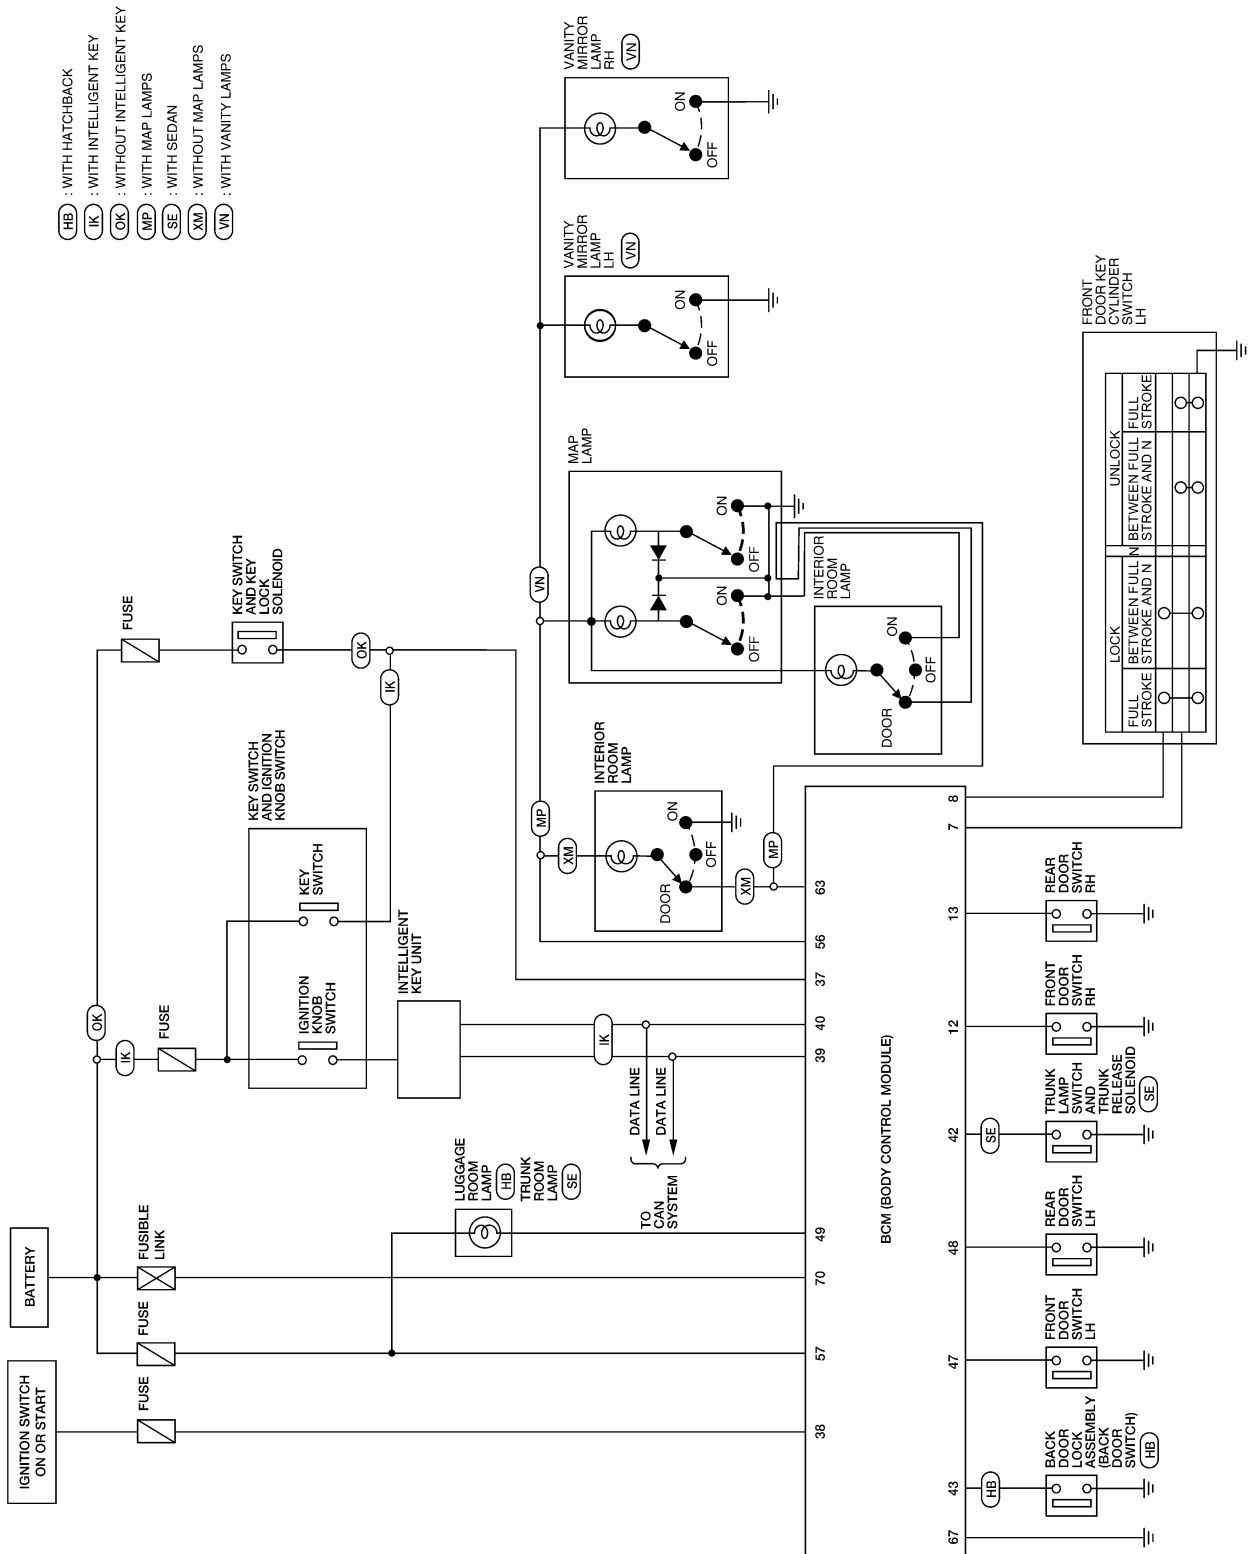 HB : WITH HATCHBACK
IK : WITH INTELLIGENT KEY
OK : WITHOUT INTELLIGENT KEY
MP : WITH MAP LAMPS
SE : WITH SEDAN
XM : WITHOUT MAP LAMPS
VN : WITH VANITY LAMPS
BATTERY
IGNITION SWITCH
ON OR START
FUSE
FUSE
FUSIBLE
LINK
OK
IK
FUSE
FUSE
KEY SWITCH
AND KEY
LOCK
SOLENOID
OK
IK
KEY SWITCH
AND IGNITION
KNOB SWITCH
IGNITION
KNOB
SWITCH
KEY
SWITCH
INTELLIGENT
KEY UNIT
LUGGAGE
ROOM
LAMP
HB
TRUNK
ROOM
LAMP
SE
IK
DATA LINE
DATA LINE
TO
CAN
SYSTEM
MP
VN
XM
INTERIOR
ROOM
LAMP
DOOR
OFF
ON
XM
MP
MAP
LAMP
OFF
ON
OFF
ON
INTERIOR
ROOM
LAMP
DOOR
OFF
ON
VANITY
MIRROR
LAMP
LH
VN
OFF
ON
VANITY
MIRROR
LAMP
RH
VN
OFF
ON
38
57
70
49
39
40
37
56
63
BCM (BODY CONTROL MODULE)
67
43
47
48
42
12
13
7
8
HB
BACK
DOOR
LOCK
ASSEMBLY
(BACK
DOOR
SWITCH)
HB
FRONT
DOOR
SWITCH
LH
REAR
DOOR
SWITCH
LH
SE
TRUNK
LAMP
SWITCH
AND
TRUNK
RELEASE
SOLENOID
SE
FRONT
DOOR
SWITCH
RH
REAR
DOOR
SWITCH
RH
FRONT
DOOR KEY
CYLINDER
SWITCH
LH
LOCK
N
UNLOCK
FULL
STROKE
BETWEEN FULL
STROKE AND N
BETWEEN FULL
STROKE AND N
FULL
STROKE